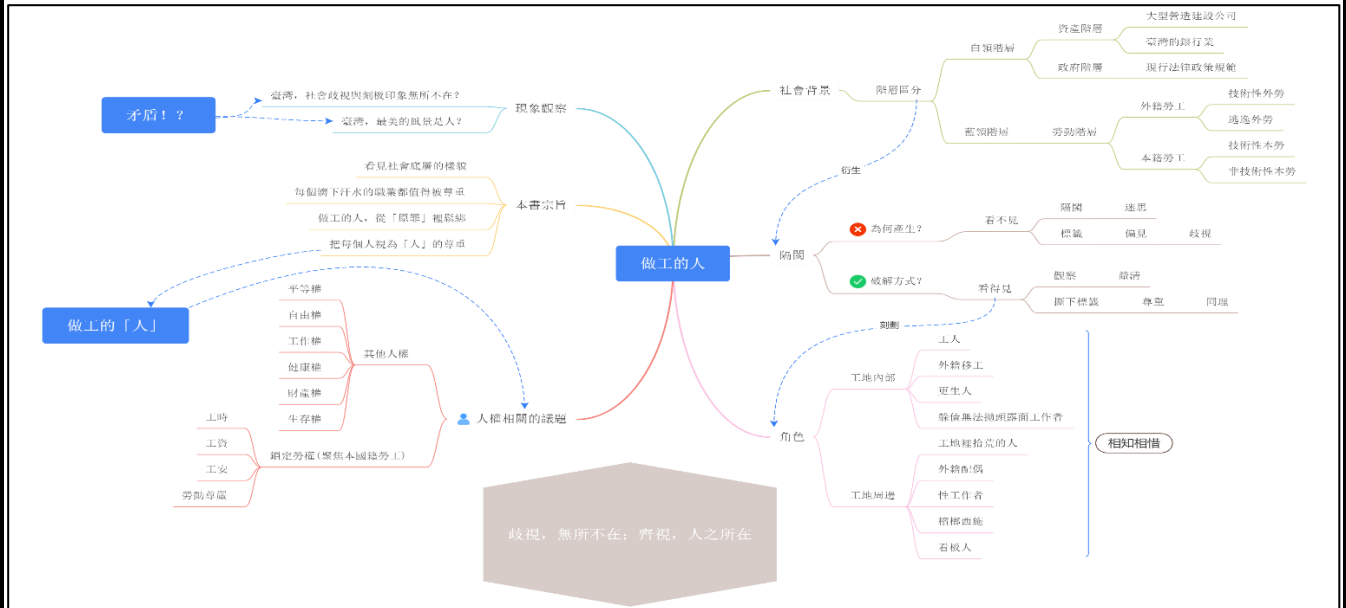 做工的人
現象觀察
臺灣，社會歧視與刻板印象無所不在？
臺灣，最美的風景是人？
矛盾！？
本書宗旨
看見社會底層的樣貌
每個淌下汗水的職業都值得被尊重
做工的人，從「原罪」裡鬆綁
把每個人視為「人」的尊重
做工的「人」
人權相關的議題
其他人權
平等權
自由權
工作權
健康權
財產權
生存權
鎖定勞權(聚焦本國籍勞工)
工時
工資
工安
勞動尊嚴
社會背景
階層區分
白領階層
資產階層
大型營造建設公司
臺灣的銀行業
政府階層
現行法律政策規範
藍領階層
勞動階層
外籍勞工
技術性外勞
逃逸外勞
本籍勞工
技術性本勞
非技術性本勞
衍生
隔閡
為何產生？
看不見
隔閡 迷思
標籤 偏見 歧視
破解方式？
看得見
觀察 釐清
撕下標籤 尊重 同理
刻劃
角色
工地內部
工人
外籍移工
更生人
躲債無法拋頭露面工作者
工地周邊
工地裡拾荒的人
外籍配偶
性工作者
檳榔西施
看板人
相知相惜
歧視，無所不在；齊視，人之所在